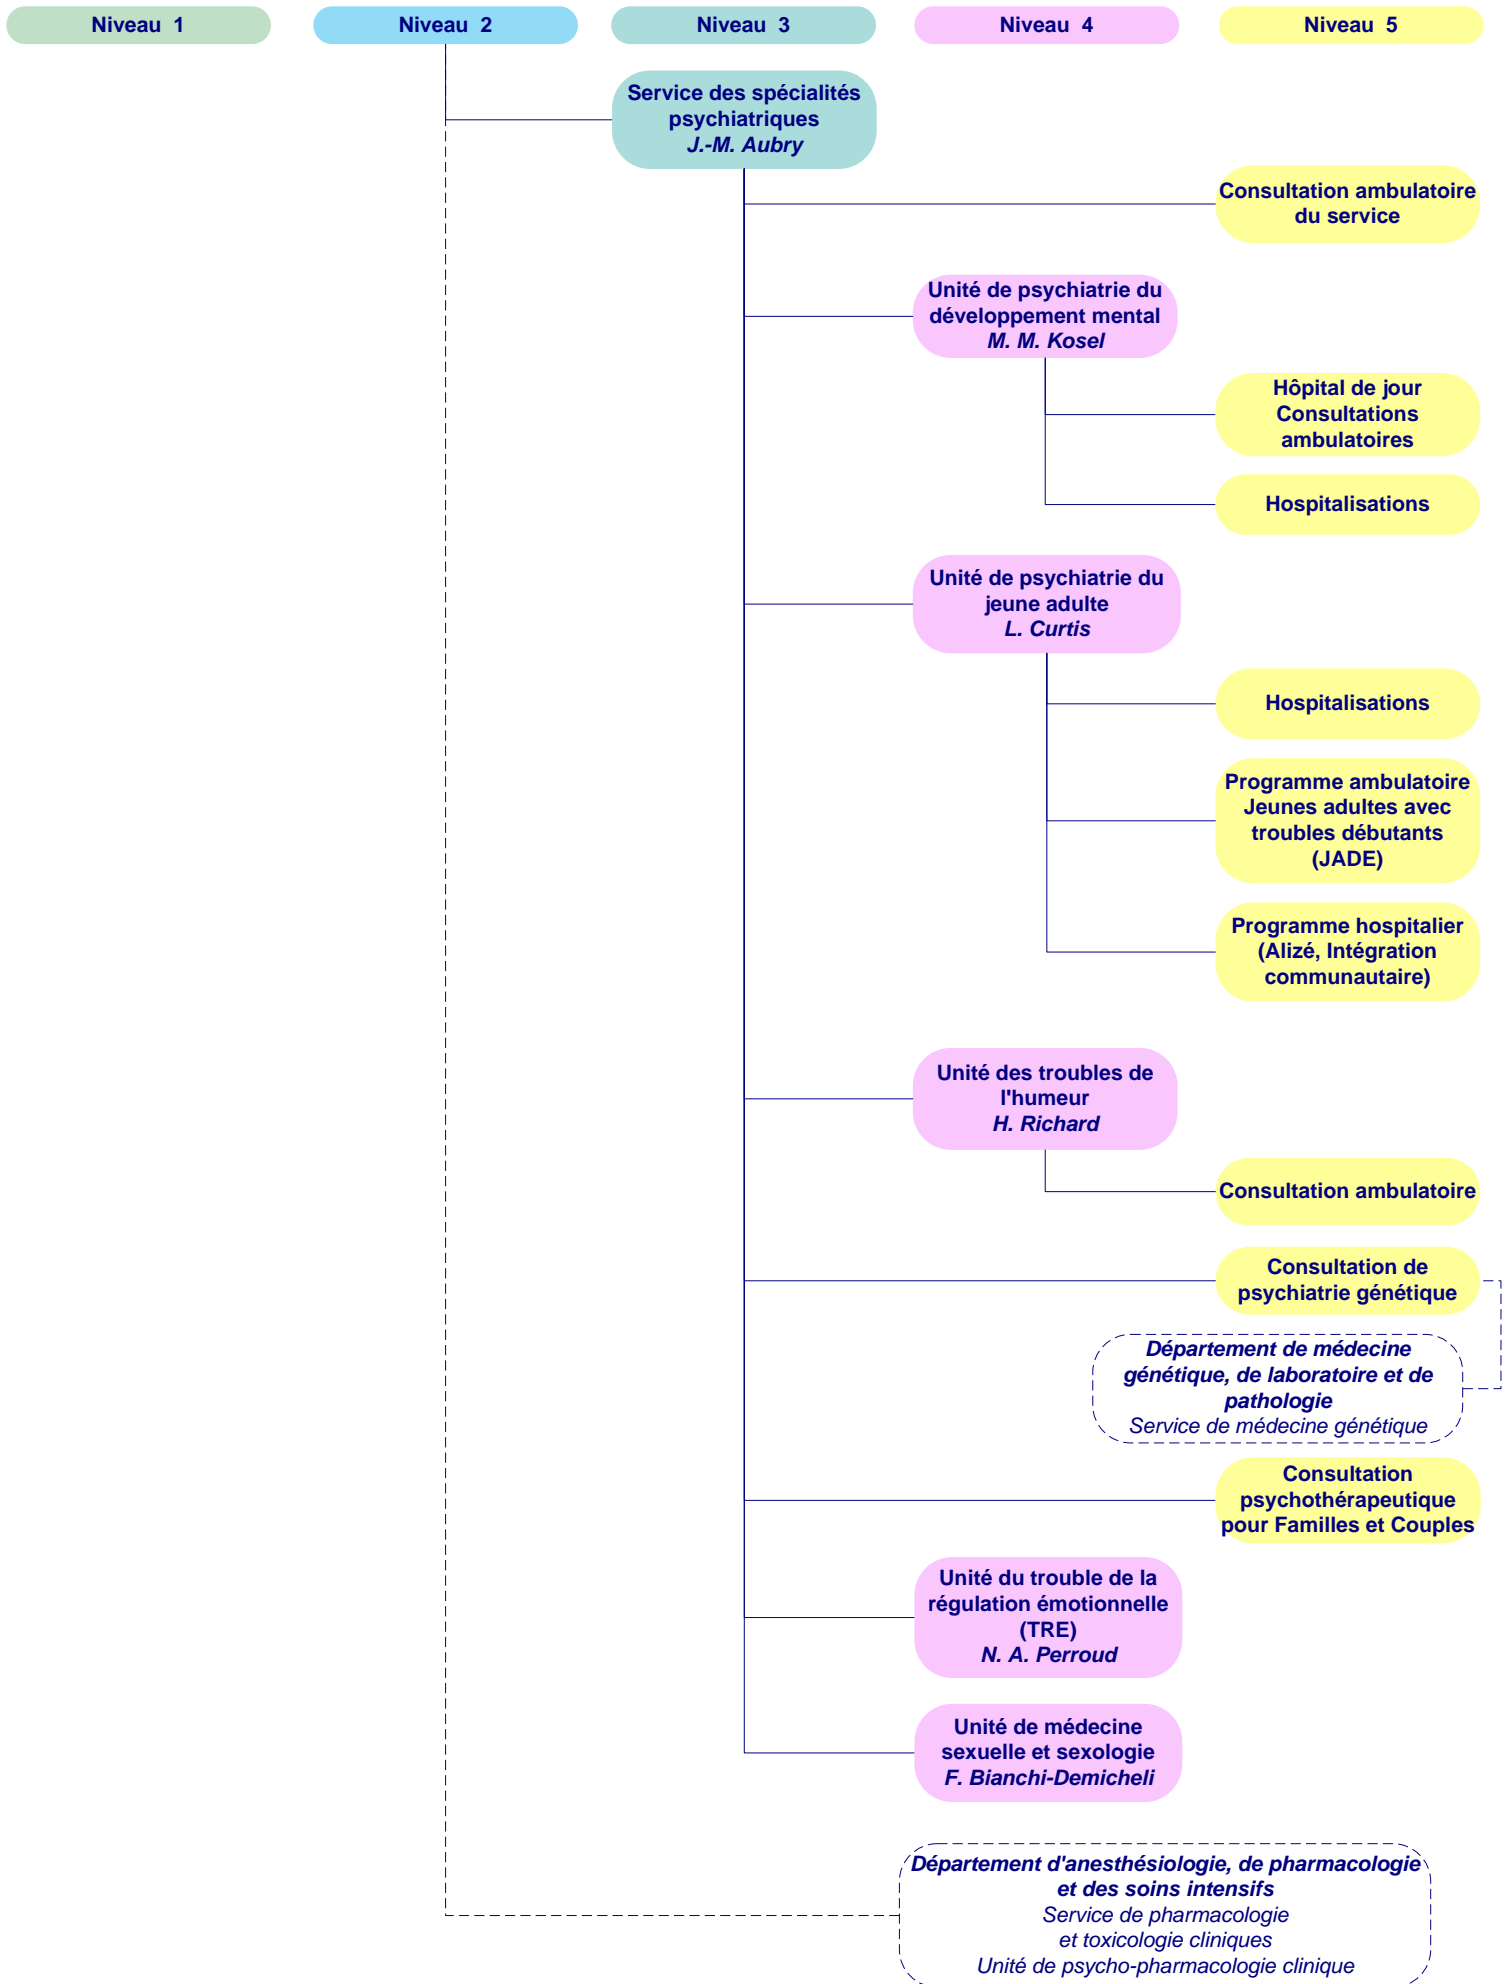 Niveau 1
Niveau 2
Niveau 3
Niveau 4
Niveau 5
Service des spécialités
psychiatriques
J.-M. Aubry
Consultation ambulatoire
du service
Unité de psychiatrie du
développement mental
M. M. Kosel
Hôpital de jour
Consultations
ambulatoires
Hospitalisations
Unité de psychiatrie du
jeune adulte
L. Curtis
Hospitalisations
Programme ambulatoire
Jeunes adultes avec
troubles débutants
(JADE)
Programme hospitalier
(Alizé, Intégration
communautaire)
Unité des troubles de
l'humeur
H. Richard
Consultation ambulatoire
Consultation de
psychiatrie génétique
Département de médecine
génétique, de laboratoire et de
pathologie
Service de médecine génétique
Consultation
psychothérapeutique
pour Familles et Couples
Unité du trouble de la
régulation émotionnelle
(TRE)
N. A. Perroud
Unité de médecine
sexuelle et sexologie
F. Bianchi-Demicheli
Département d'anesthésiologie, de pharmacologie
et des soins intensifs
Service de pharmacologie
et toxicologie cliniques
Unité de psycho-pharmacologie clinique